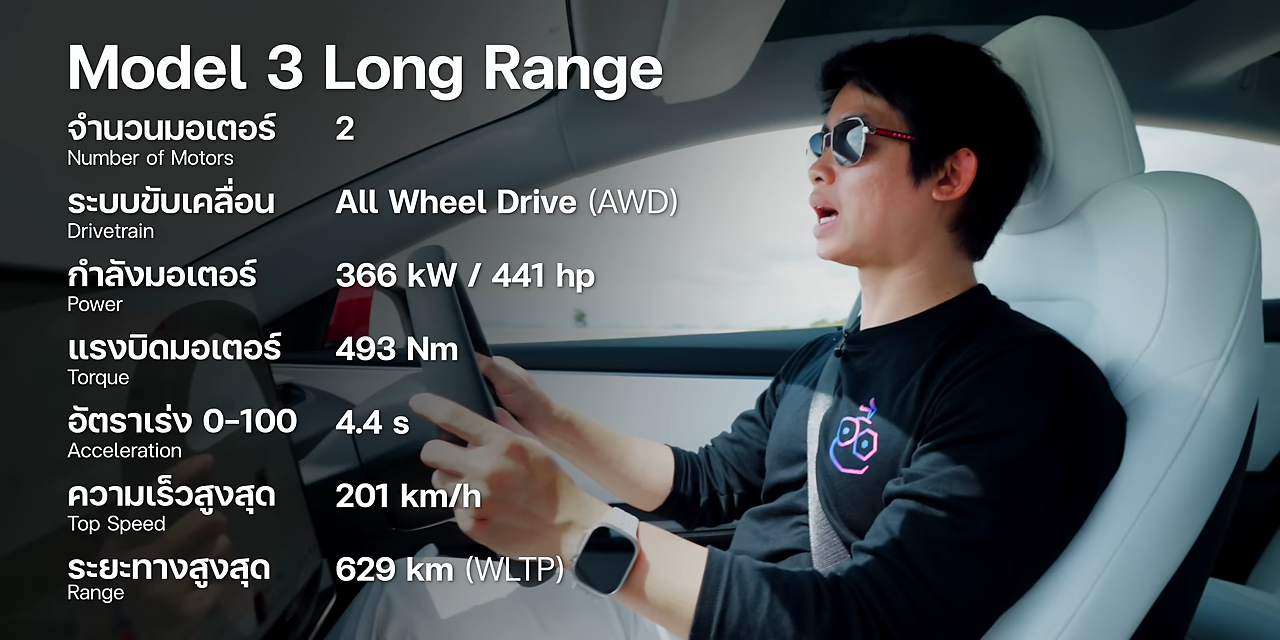 Model 3 Long Range
จำนวนมอเตอร์ 2
Number of Motors
ระบบขับเคลื่อน All Wheel Drive (AWD)
Drivetrain
กำลังมอเตอร์ 366 kW / 441 hp
Power
แรงบิดมอเตอร์ 493 Nm
Torque
อัตราเร่ง 0-100 4.4 s
Acceleration
ความเร็วสูงสุด 201 km/h
Top Speed
ระยะทางสูงสุด 629 km (WLTP)
Range